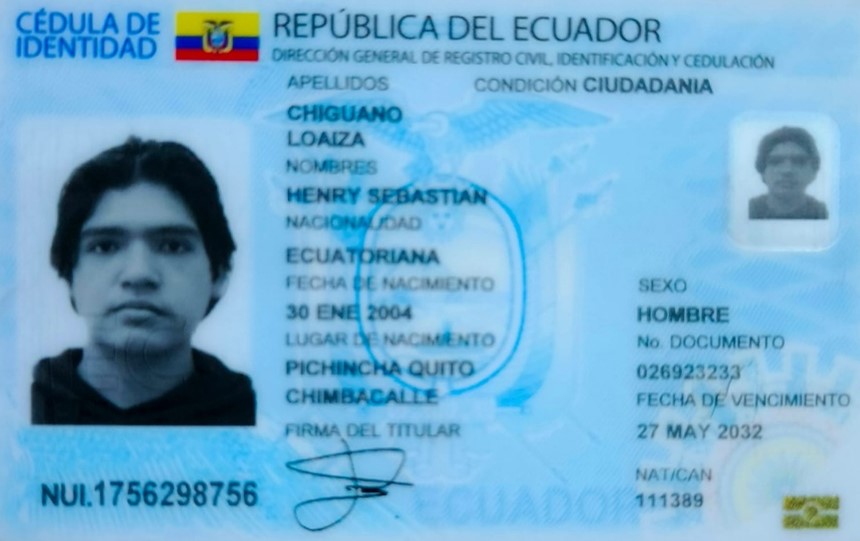 CÉDULA DE
IDENTIDAD
REPÚBLICA DEL ECUADOR
DIRECCIÓN GENERAL DE REGISTRO CIVIL, IDENTIFICACIÓN Y CEDULACIÓN
APELLIDOS
CONDICIÓN CIUDADANIA
CHIGUANO
LOAIZA
NOMBRES
HENRY SEBASTIAN
NACIONALIDAD
ECUATORIANA
FECHA DE NACIMIENTO
30 ENE 2004
LUGAR DE NACIMIENTO
PICHINCHA QUITO
CHIMBACALLE
FIRMA DEL TITULAR
SEXO
HOMBRE
No. DOCUMENTO
026923233
FECHA DE VENCIMIENTO
27 MAY 2032
NAT/CAN
111389
NUI.1756298756
ECUADOR